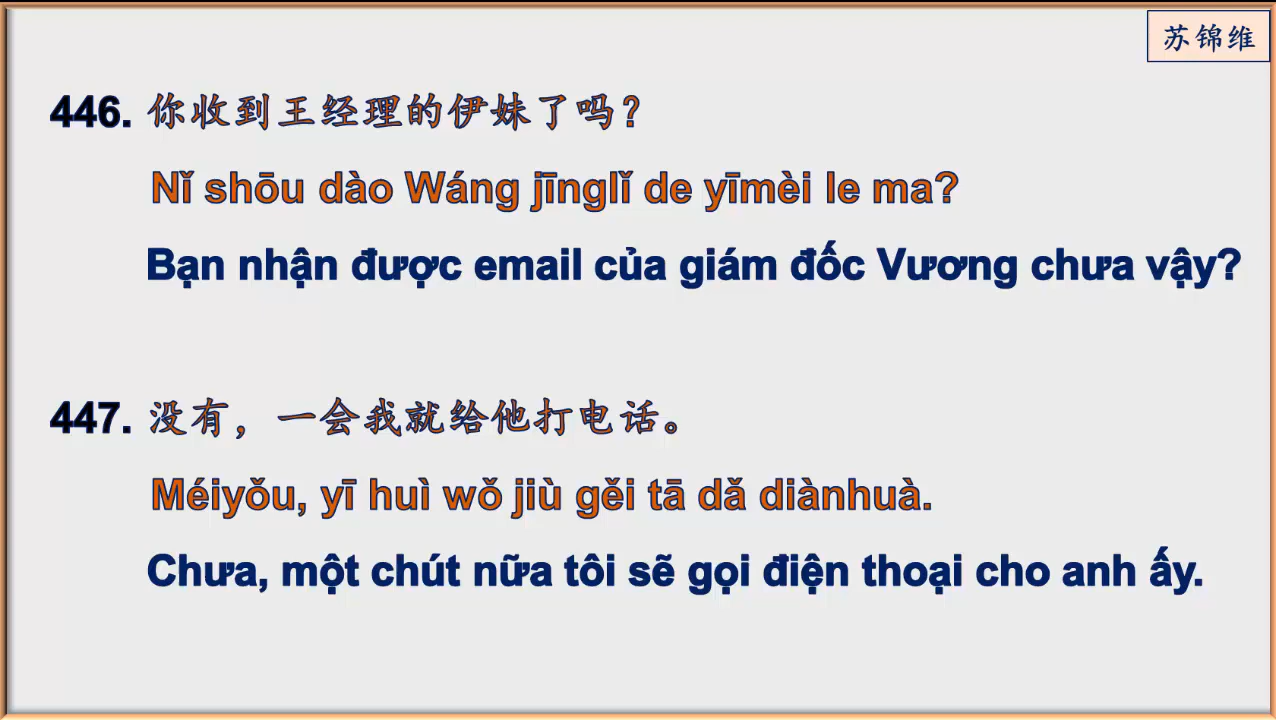 苏锦维
446. 你收到王经理的伊妹了吗？
Nǐ shōu dào Wáng jīnglǐ de yīmèi le ma?
Bạn nhận được email của giám đốc Vương chưa vậy?
447. 没有，一会我就给他打电话。
Méiyǒu, yī huì wǒ jiù gěi tā dǎ diànhuà.
Chưa, một chút nữa tôi sẽ gọi điện thoại cho anh ấy.